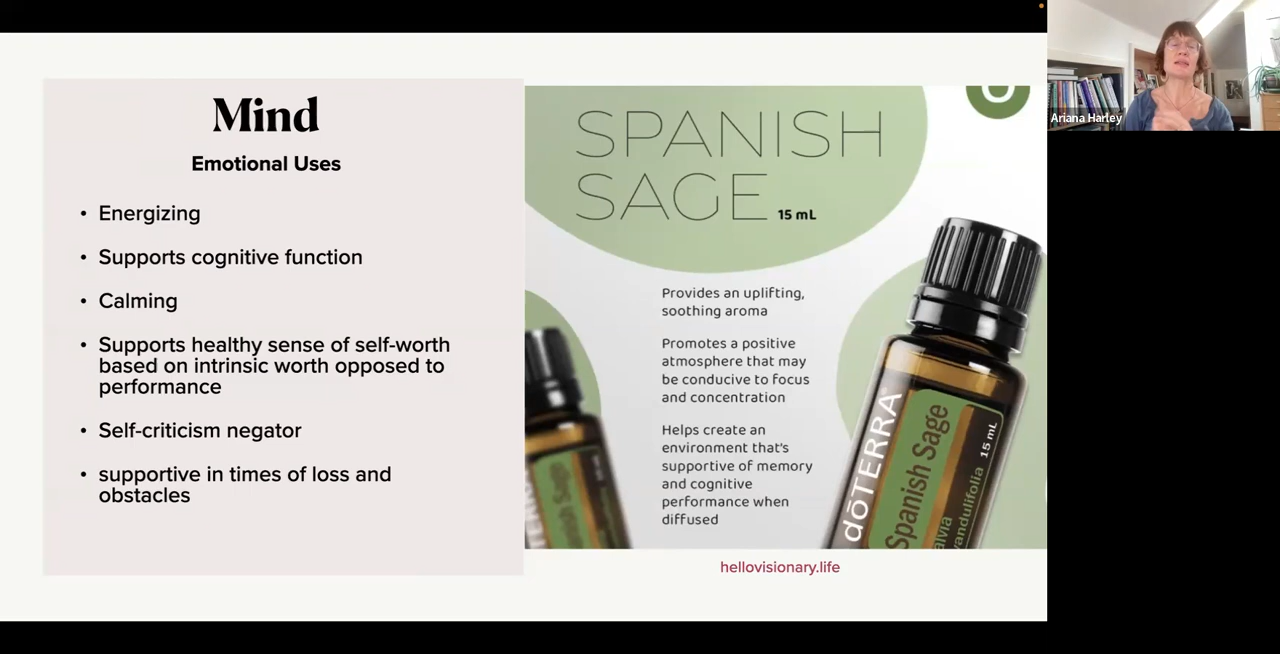 Mind
Emotional Uses
• Energizing
• Supports cognitive function
• Calming
• Supports healthy sense of self-worth
based on intrinsic worth opposed to
performance
• Self-criticism negator
• supportive in times of loss and
obstacles
SPANISH
SAGE 15 mL
Provides an uplifting,
soothing aroma
Promotes a positive
atmosphere that may
be conducive to focus
and concentration
Helps create an
environment that's
supportive of memory
and cognitive
performance when
diffused
dōTERRA
Spanish Sage
15 mL
hellovisionary.life
Ariana Harley